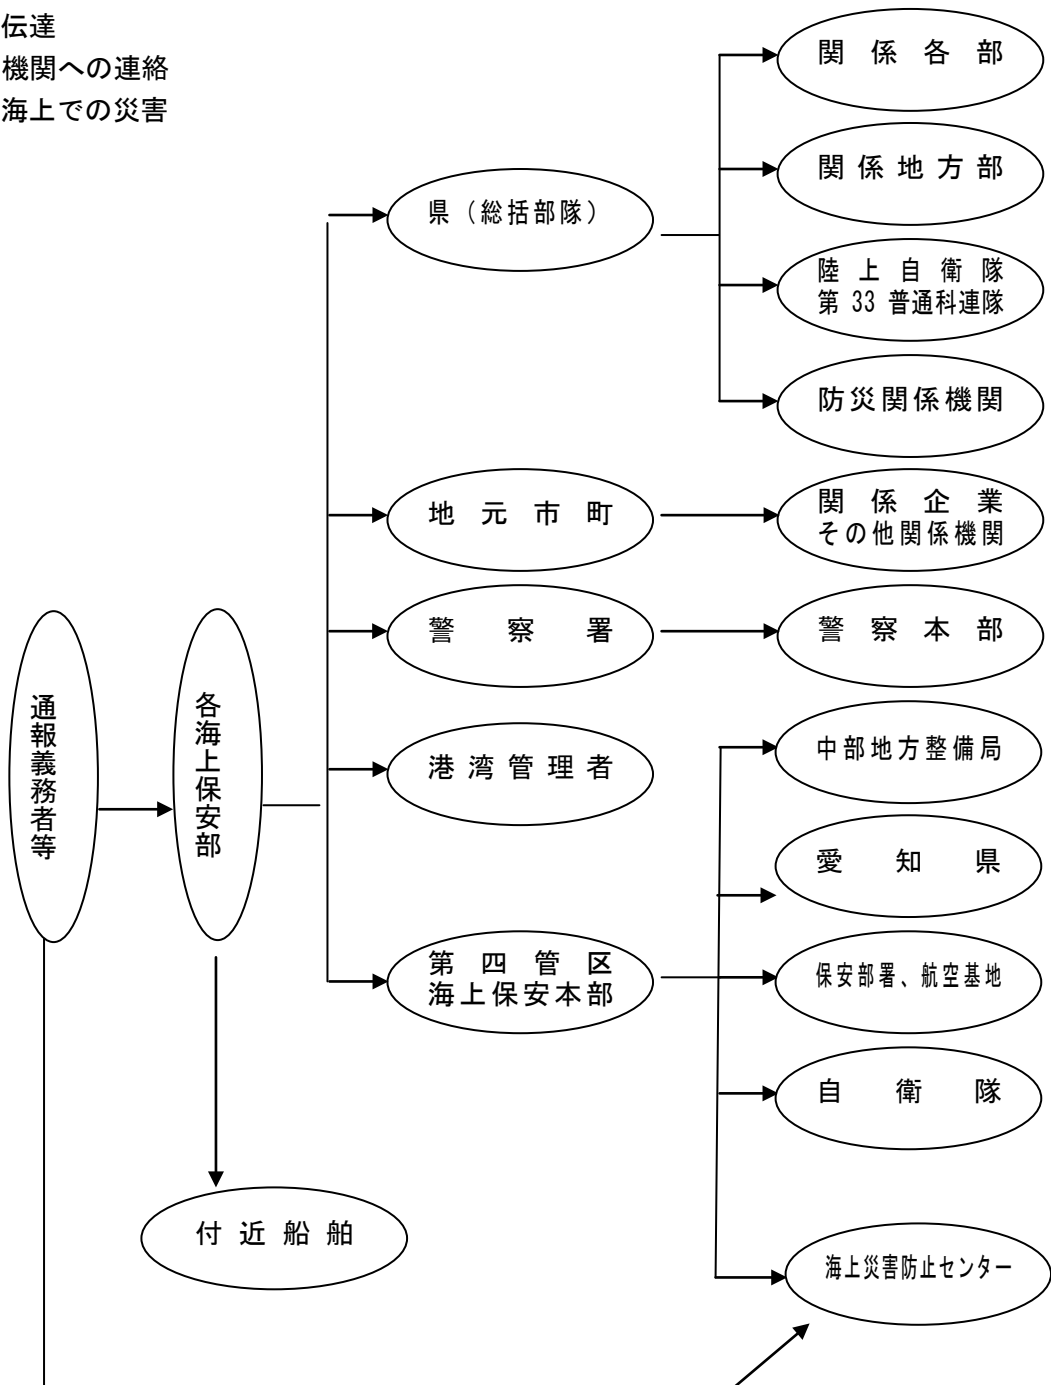 伝達
機関への連絡
海上での災害
関係各部
関係地方部
県（総括部隊）
陸上自衛隊
第 33 普通科連隊
防災関係機関
地元市町
関係企業
その他関係機関
警察署
警察本部
通報義務者等
各海上保安部
港湾管理者
中部地方整備局
愛知県
第四管区
海上保安本部
保安部署、航空基地
自衛隊
付近船舶
海上災害防止センター